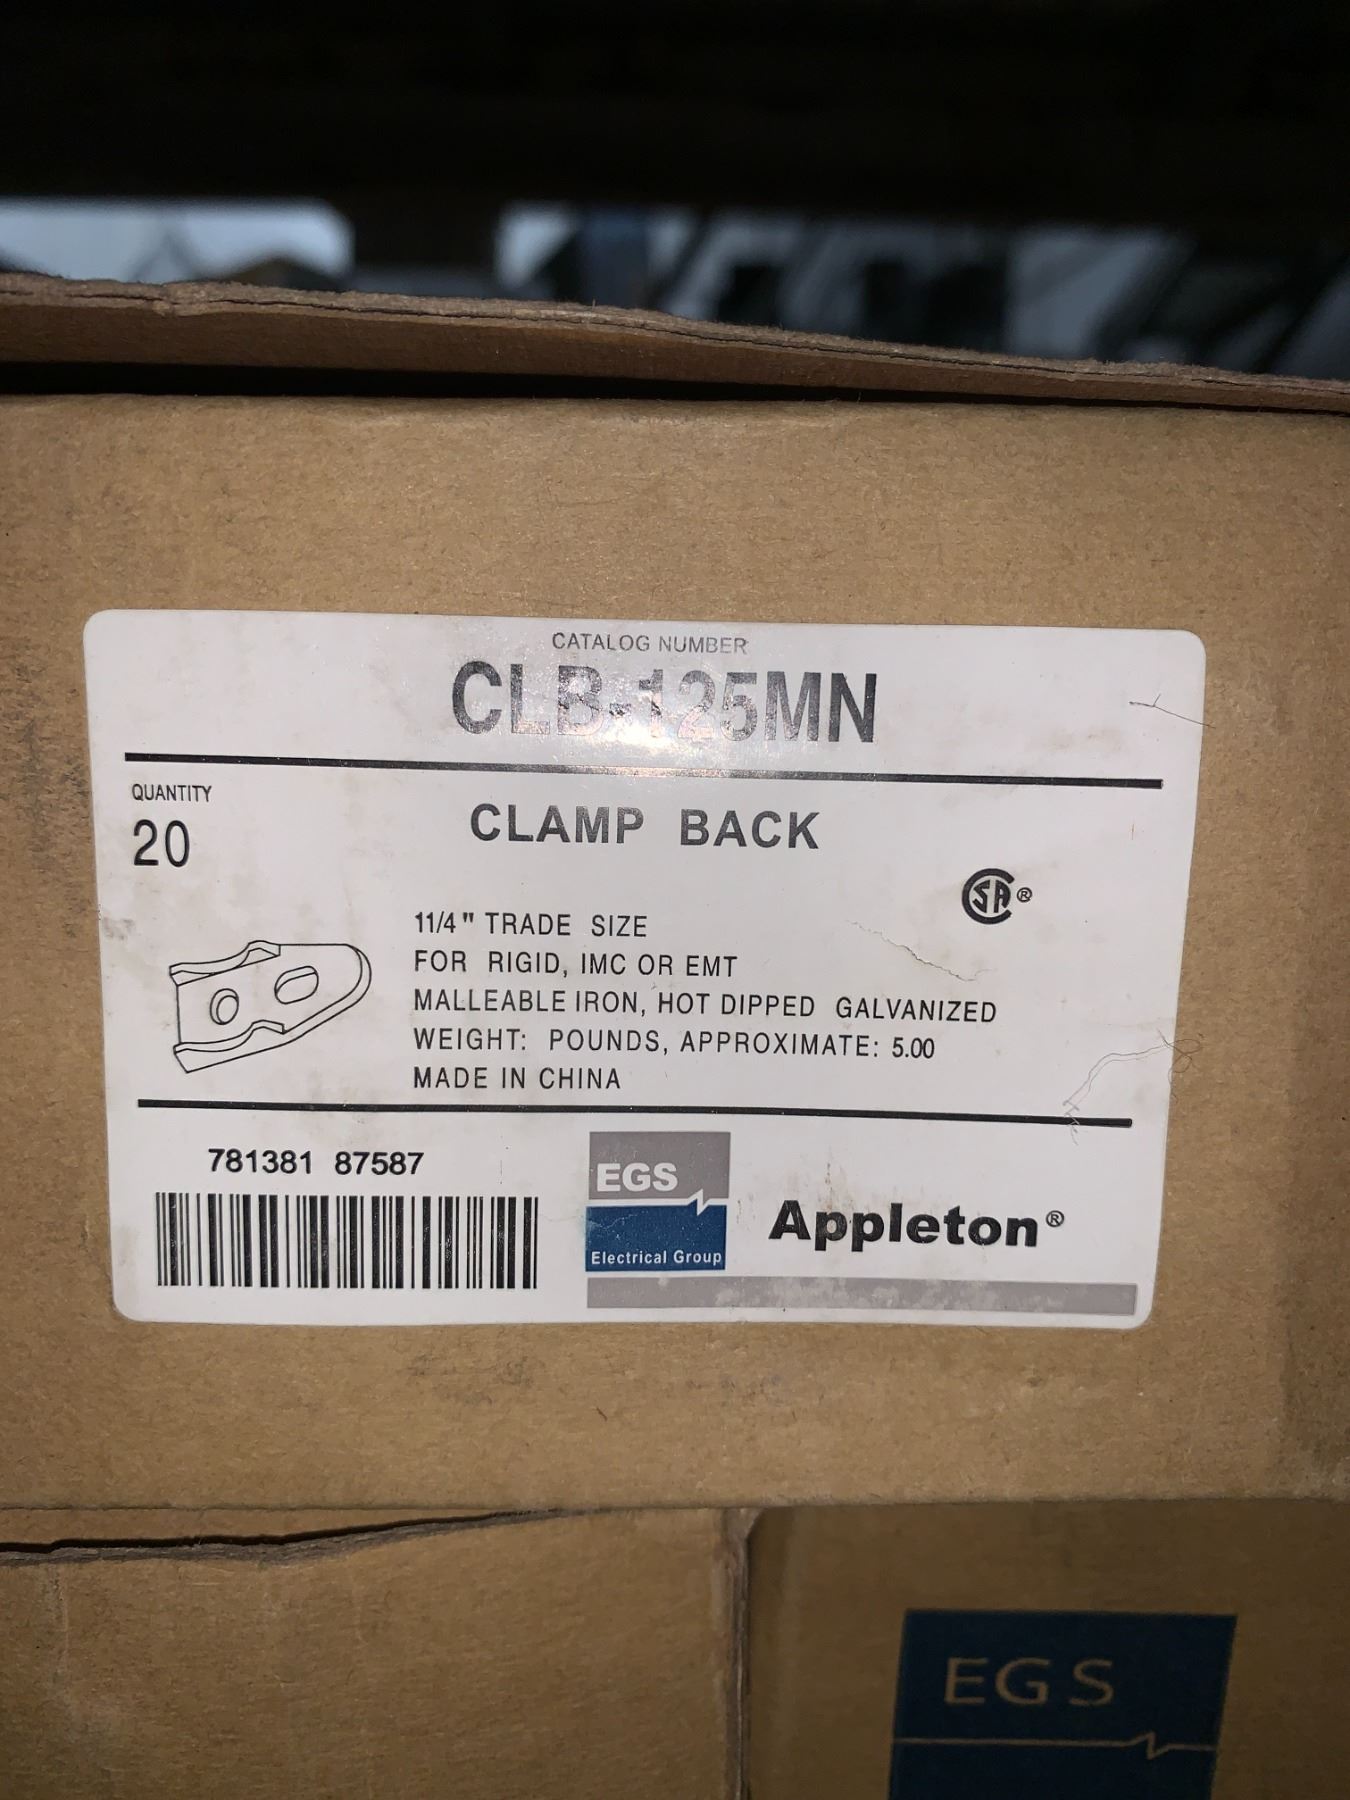 CATALOG NUMBER
CLB-125MN
QUANTITY
20
CLAMP BACK
SA®
11/4" TRADE SIZE
FOR RIGID, IMC OR EMT
MALLEABLE IRON, HOT DIPPED GALVANIZED
WEIGHT: POUNDS, APPROXIMATE: 5.00
MADE IN CHINA
781381 87587
EGS
Electrical Group
Appleton®
EGS